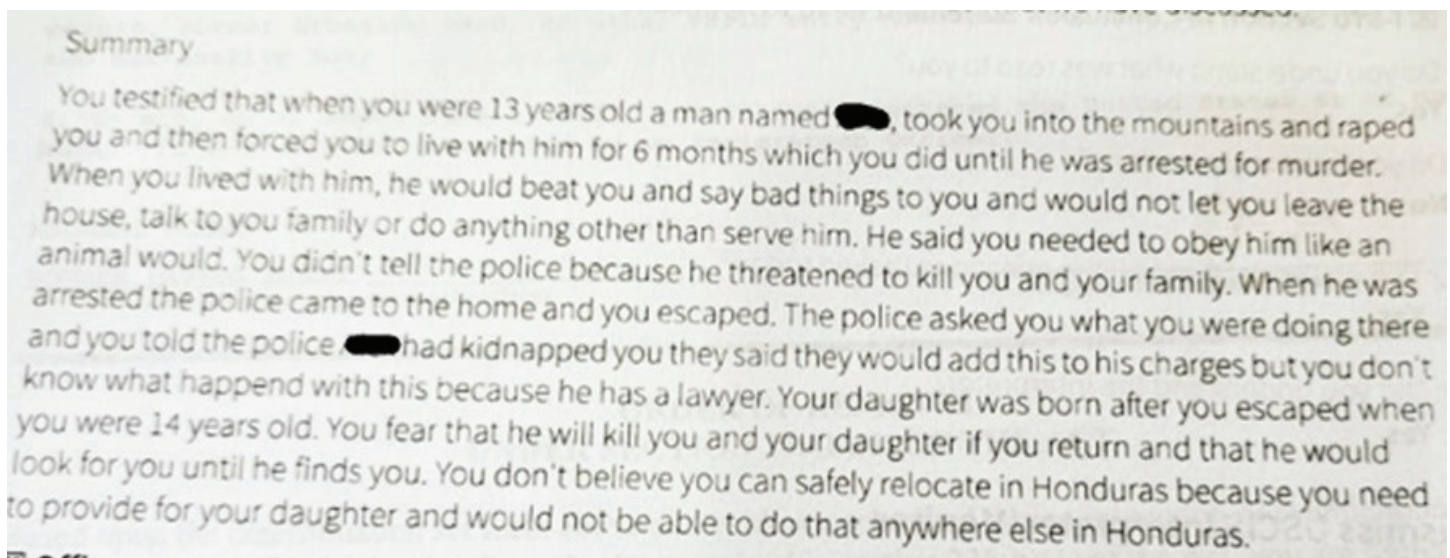 Summary
You testified that when you were 13 years old a man named , took you into the mountains and raped
you and then forced you to live with him for 6 months which you did until he was arrested for murder.
When you lived with him, he would beat you and say bad things to you and would not let you leave the
house, talk to you family or do anything other than serve him. He said you needed to obey him like an
animal would. You didn't tell the police because he threatened to kill you and your family. When he was
arrested the police came to the home and you escaped. The police asked you what you were doing there
and you told the police had kidnapped you they said they would add this to his charges but you don't
know what happend with this because he has a lawyer. Your daughter was born after you escaped when
you were 14 years old. You fear that he will kill you and your daughter if you return and that he would
look for you until he finds you. You don't believe you can safely relocate in Honduras because you need
to provide for your daughter and would not be able to do that anywhere else in Honduras.